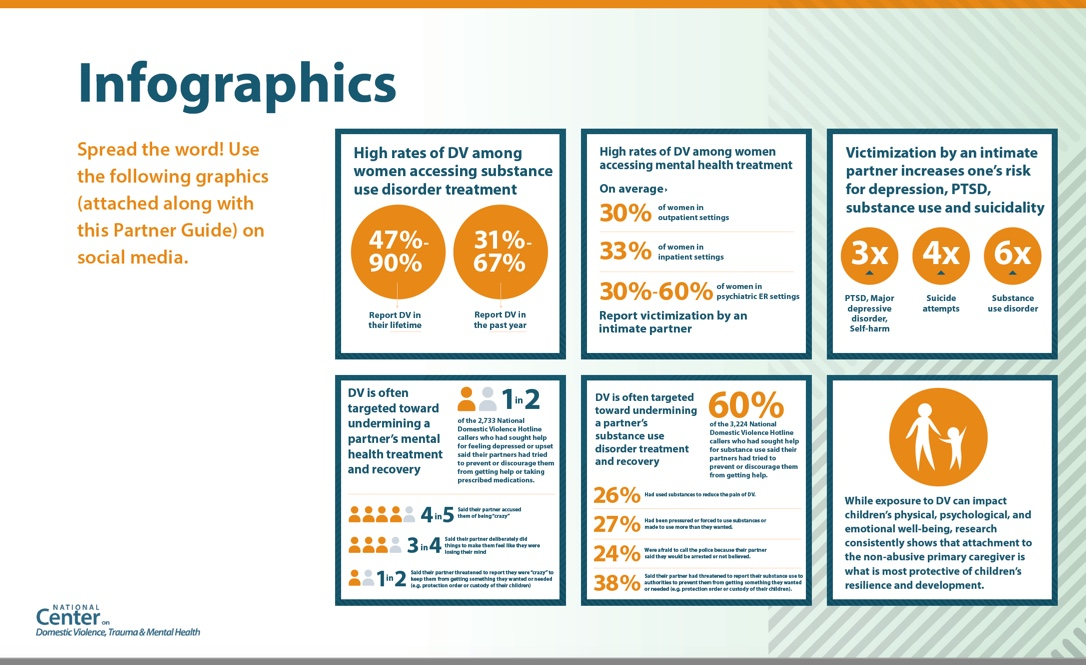 Infographics
Spread the word! Use
the following graphics
(attached along with
this Partner Guide) on
social media.
High rates of DV among
women accessing substance
use disorder treatment
47%-
90%
Report DV in
their lifetime
31%-
67%
Report DV in
the past year
High rates of DV among women
accessing mental health treatment
On average,
30%
of women in
outpatient settings
33%
of women in
inpatient settings
30%-60%
of women in
psychiatric ER settings
Report victimization by an
intimate partner
Victimization by an intimate
partner increases one's risk
for depression, PTSD,
substance use and suicidality
3x
PTSD, Major
depressive
disorder,
Self-harm
4x
Suicide
attempts
6x
Substance
use disorder
DV is often
targeted toward
undermining a
partner's mental
health treatment
and recovery
1 in 2
of the 2,733 National
Domestic Violence Hotline
callers who had sought help
for feeling depressed or upset
said their partners had tried
to prevent or discourage them
from getting help or taking
prescribed medications.
4 in 5
Said their partner accused
them of being "crazy"
3 in 4
Said their partner deliberately did
things to make them feel like they were
losing their mind
1 in 2
Said their partner threatened to report they were "crazy" to
keep them from getting something they wanted or needed
(e.g. protection order or custody of their children)
DV is often targeted
toward undermining
a partner's
substance use
disorder treatment
and recovery
60%
of the 3,224 National
Domestic Violence Hotline
callers who had sought help
for substance use said their
partners had tried to
prevent or discourage them
from getting help.
26%
Had used substances to reduce the pain of DV.
27%
Had been pressured or forced to use substances or
made to use more than they wanted.
24%
Were afraid to call the police because their partner
said they would be arrested or not believed.
38%
Said their partner had threatened to report their substance use to
authorities to prevent them from getting something they wanted
or needed (e.g. protection order or custody of their children).
While exposure to DV can impact
children's physical, psychological, and
emotional well-being, research
consistently shows that attachment to
the non-abusive primary caregiver is
what is most protective of children's
resilience and development.
NATIONAL
Center on
Domestic Violence, Trauma & Mental Health